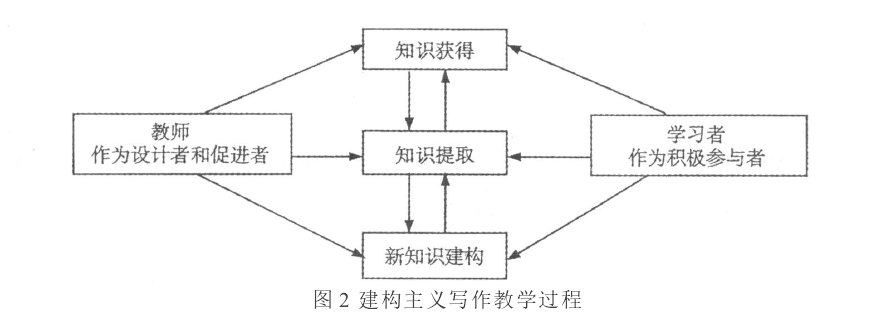 知识获得
教师
作为设计者和促进者
知识提取
学习者
作为积极参与者
新知识建构
图 2 建构主义写作教学过程